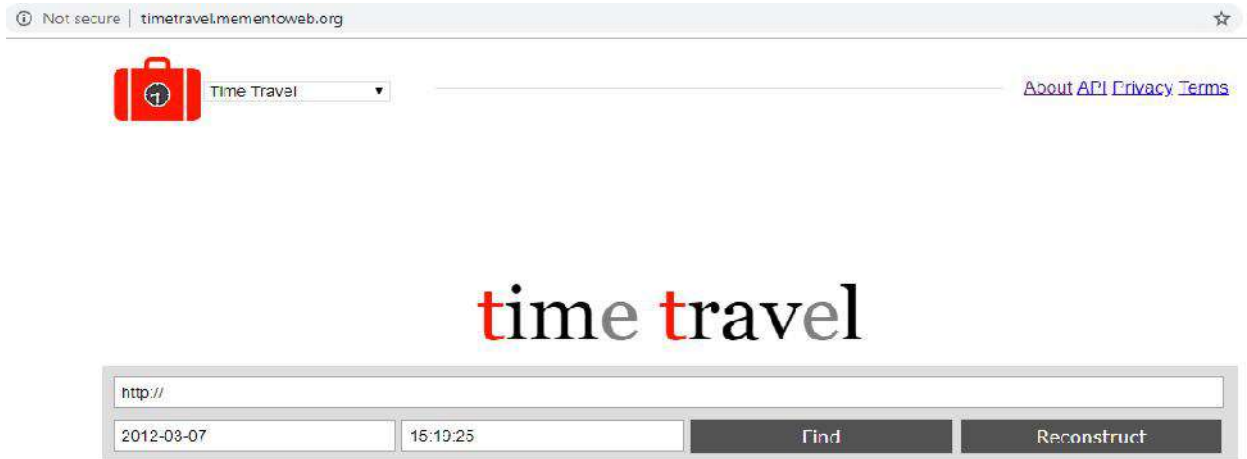 Not secure | timetravel.mementoweb.org
Time Travel
About API Privacy Terms
time travel
http://
2012-03-07
15:19:25
Find
Reconstruct